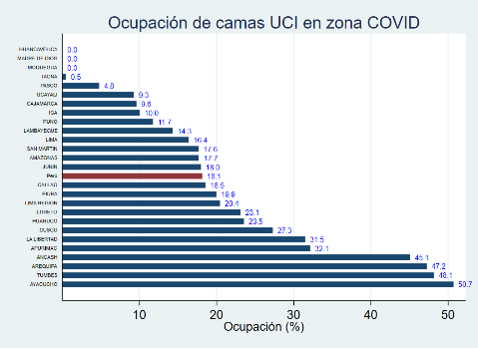 Ocupación de camas UCI en zona COVID
HUANCAVELICA 0.0
MADRE DE DIOS 0.0
MOQUEGUA 0.0
TACNA 0.5
PASCO 4.8
UCAYALI 9.3
CAJAMARCA 9.6
ICA 10.0
PUNO 11.7
LAMBAYEQUE 14.3
LIMA 16.4
SAN MARTIN 17.6
AMAZONAS 17.7
JUNIN 18.0
Perú 18.1
CALLAO 18.5
PIURA 19.9
LIMA REGION 20.4
LORETO 23.1
HUANUCO 23.5
CUSCO 27.3
LA LIBERTAD 31.5
APURIMAC 32.1
ANCASH 45.1
AREQUIPA 47.2
TUMBES 48.1
AYACUCHO 50.7
10 20 30 40 50
Ocupación (%)